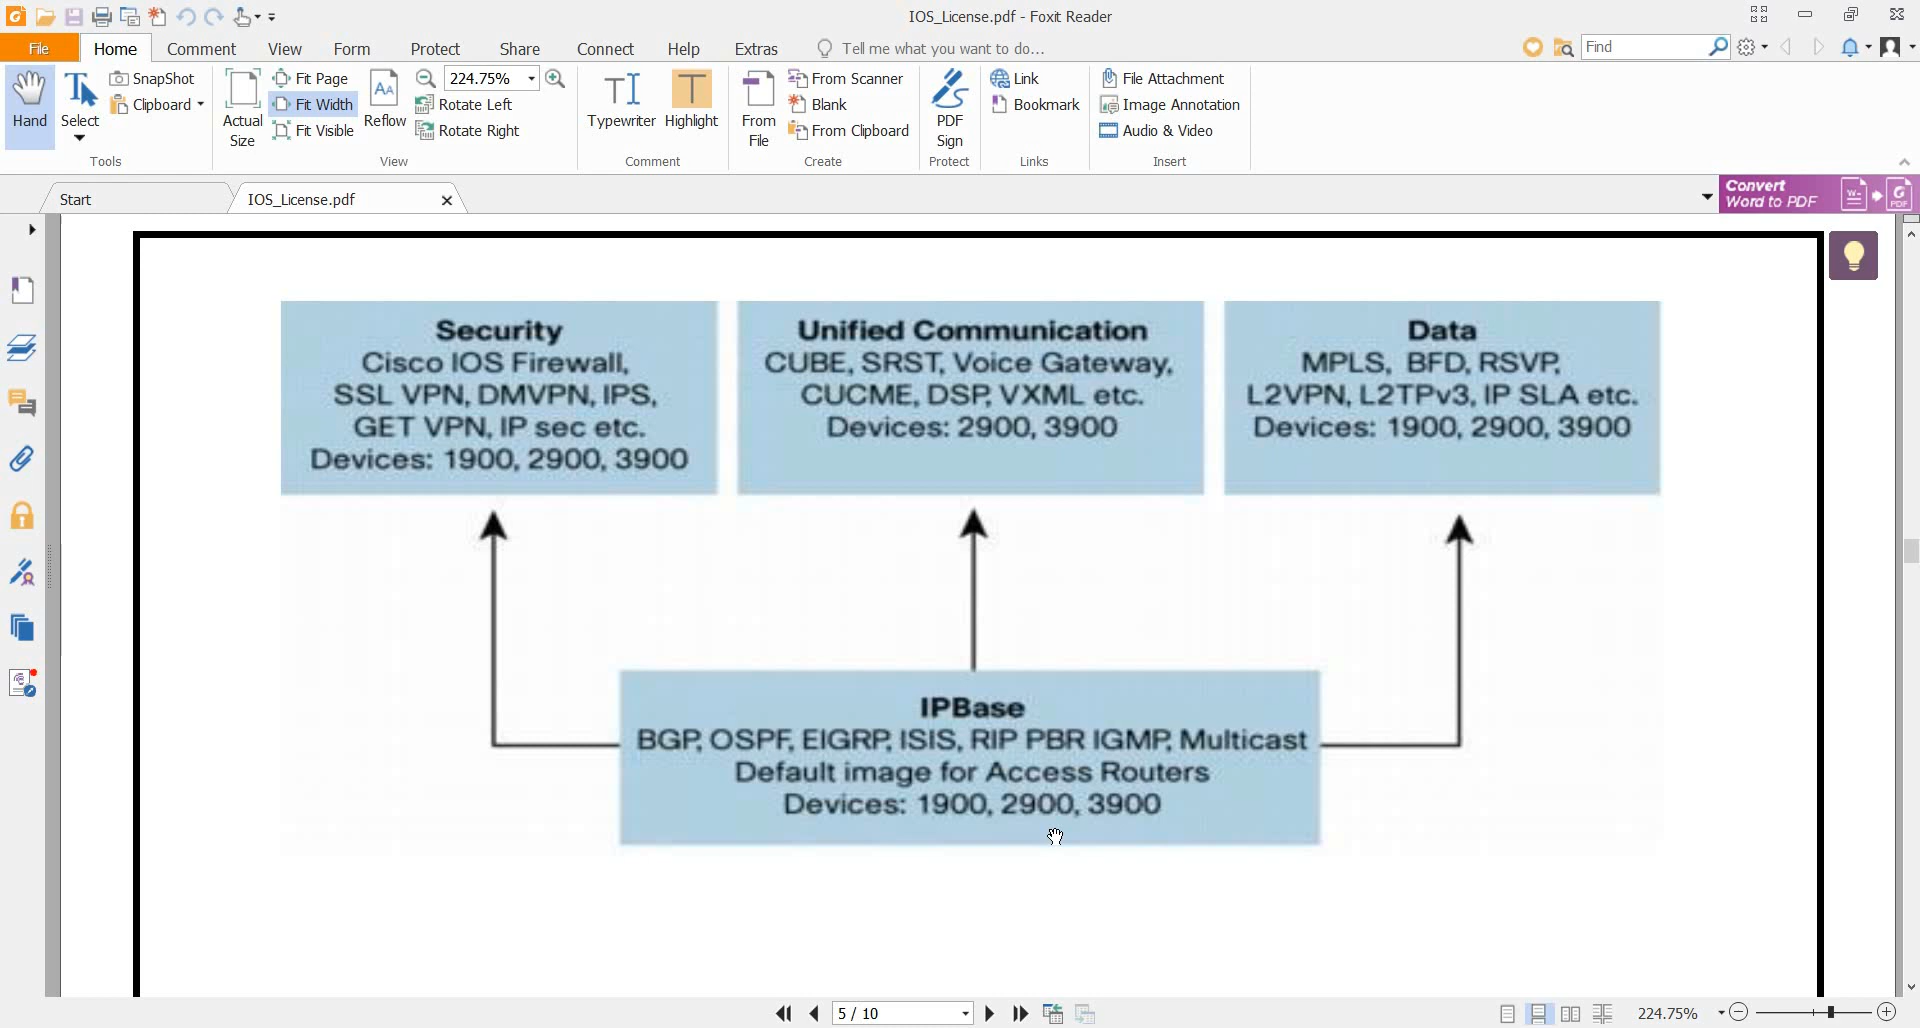 IOS_License.pdf - Foxit Reader
File Home Comment View Form Protect Share Connect Help Extras Tell me what you want to do... Find
Hand
Select
SnapShot
Clipboard
Tools
Actual
Size
Fit Page
Fit Width
Fit Visible
Reflow
224.75%
Rotate Left
Rotate Right
View
Typewriter
Highlight
Comment
From
File
From Scanner
Blank
From Clipboard
Create
PDF
Sign
Protect
Link
Bookmark
Links
File Attachment
Image Annotation
Audio & Video
Insert
Start
IOS_License.pdf
Convert
Word to PDF
Security
Cisco IOS Firewall,
SSL VPN, DMVPN, IPS,
GET VPN, IP sec etc.
Devices: 1900, 2900, 3900
Unified Communication
CUBE, SRST, Voice Gateway,
CUCME, DSP, VXML etc.
Devices: 2900, 3900
Data
MPLS, BFD, RSVP,
L2VPN, L2TPv3, IP SLA etc.
Devices: 1900, 2900, 3900
IPBase
BGP, OSPF, EIGRP, ISIS, RIP PBR IGMP, Multicast
Default image for Access Routers
Devices: 1900, 2900, 3900
5 / 10
224.75%